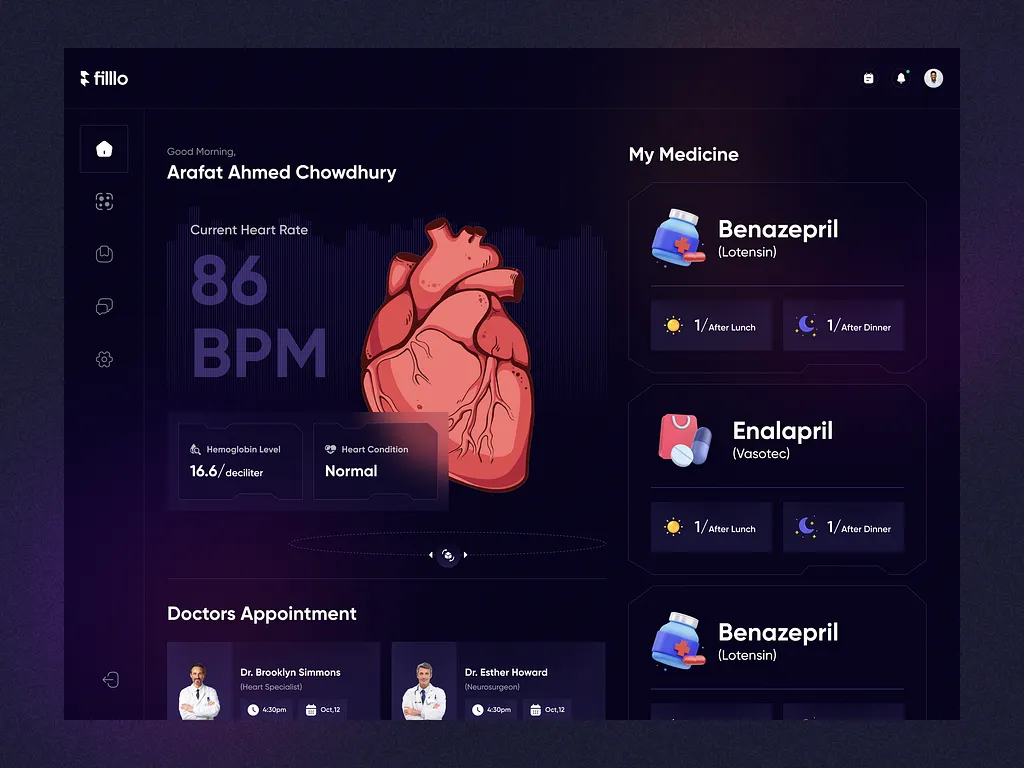 filllo
Good Morning,
Arafat Ahmed Chowdhury
Current Heart Rate
86
BPM
Hemoglobin Level
16.6/deciliter
Heart Condition
Normal
Doctors Appointment
Dr. Brooklyn Simmons
(Heart Specialist)
4:30pm
Oct,12
Dr. Esther Howard
(Neurosurgeon)
4:30pm
Oct,12
My Medicine
Benazepril
(Lotensin)
1/After Lunch
1/After Dinner
Enalapril
(Vasotec)
1/After Lunch
1/After Dinner
Benazepril
(Lotensin)